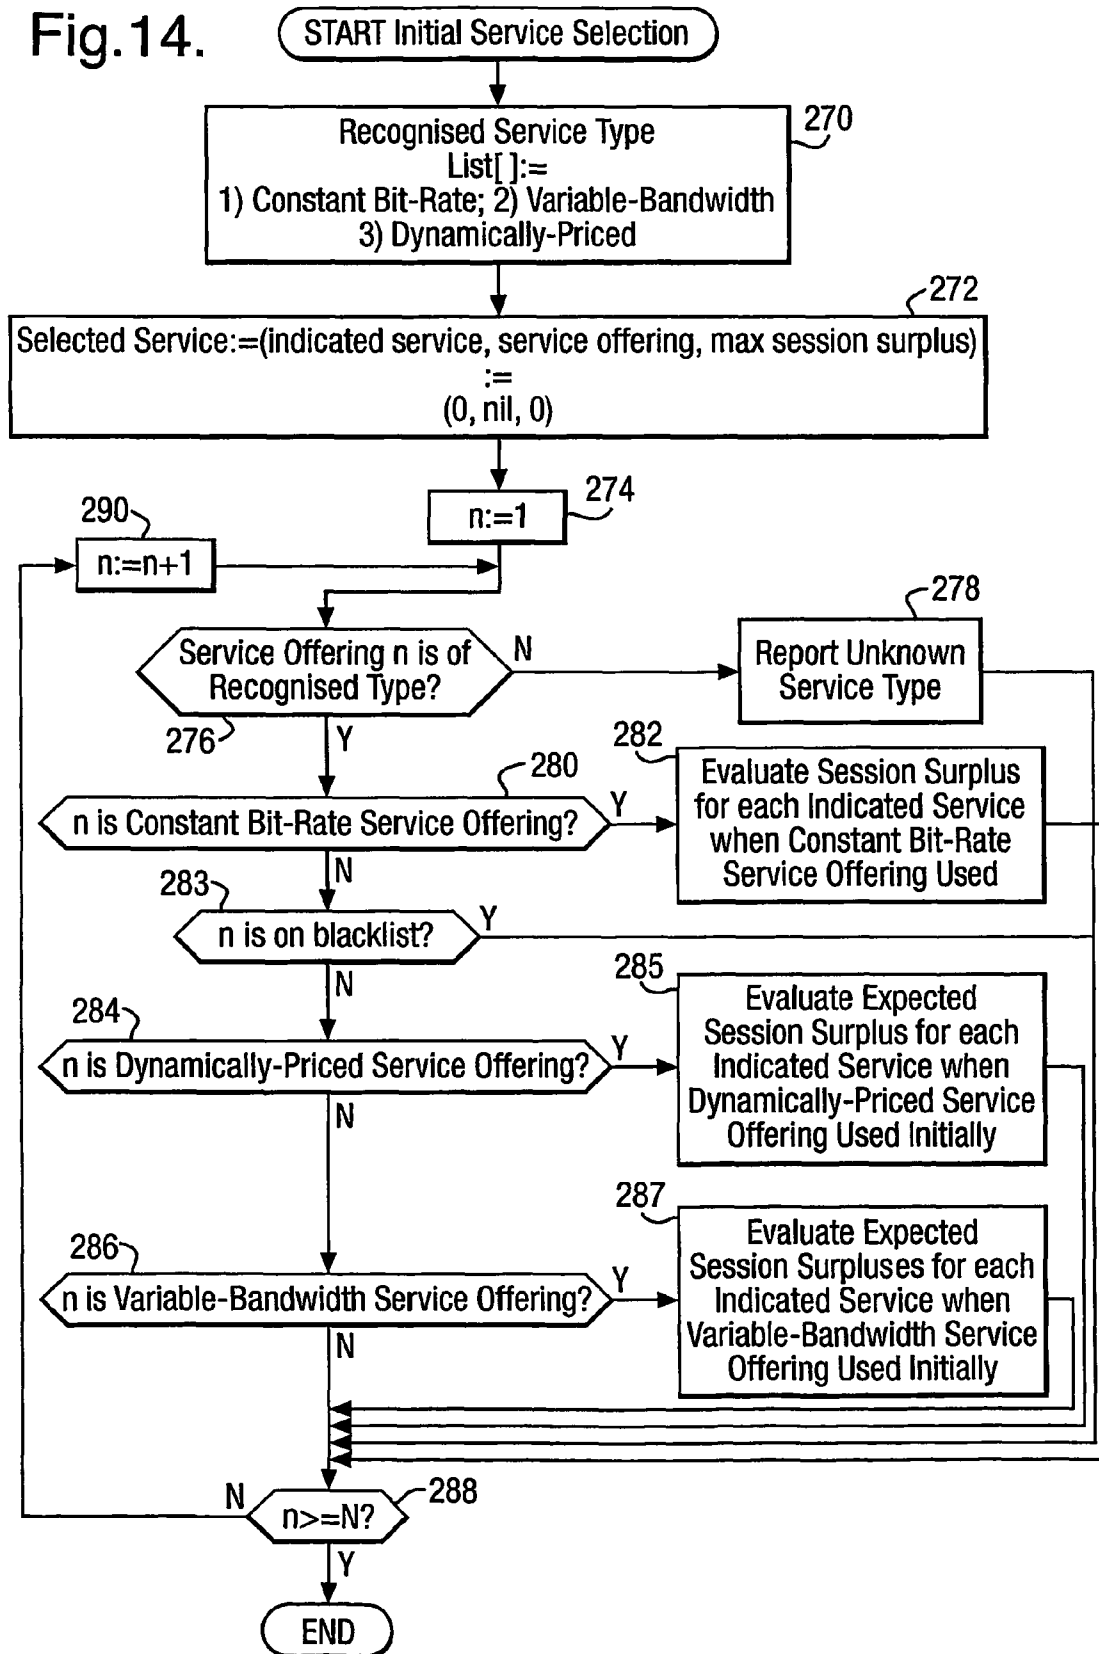 Fig.14.
START Initial Service Selection
270
Recognised Service Type
List[ ]:=
1) Constant Bit-Rate; 2) Variable-Bandwidth
3) Dynamically-Priced
272
Selected Service:=(indicated service, service offering, max session surplus)
:=
(0, nil, 0)
274
n:=1
290
n:=n+1
278
Service Offering n is of
Recognised Type?
N
Report Unknown
Service Type
276
Y
280
n is Constant Bit-Rate Service Offering?
Y
282
Evaluate Session Surplus
for each Indicated Service
when Constant Bit-Rate
Service Offering Used
N
283
n is on blacklist?
Y
N
284
n is Dynamically-Priced Service Offering?
Y
285
Evaluate Expected
Session Surplus for each
Indicated Service when
Dynamically-Priced Service
Offering Used Initially
N
286
n is Variable-Bandwidth Service Offering?
Y
287
Evaluate Expected
Session Surpluses for each
Indicated Service when
Variable-Bandwidth Service
Offering Used Initially
N
N
288
n>=N?
Y
END